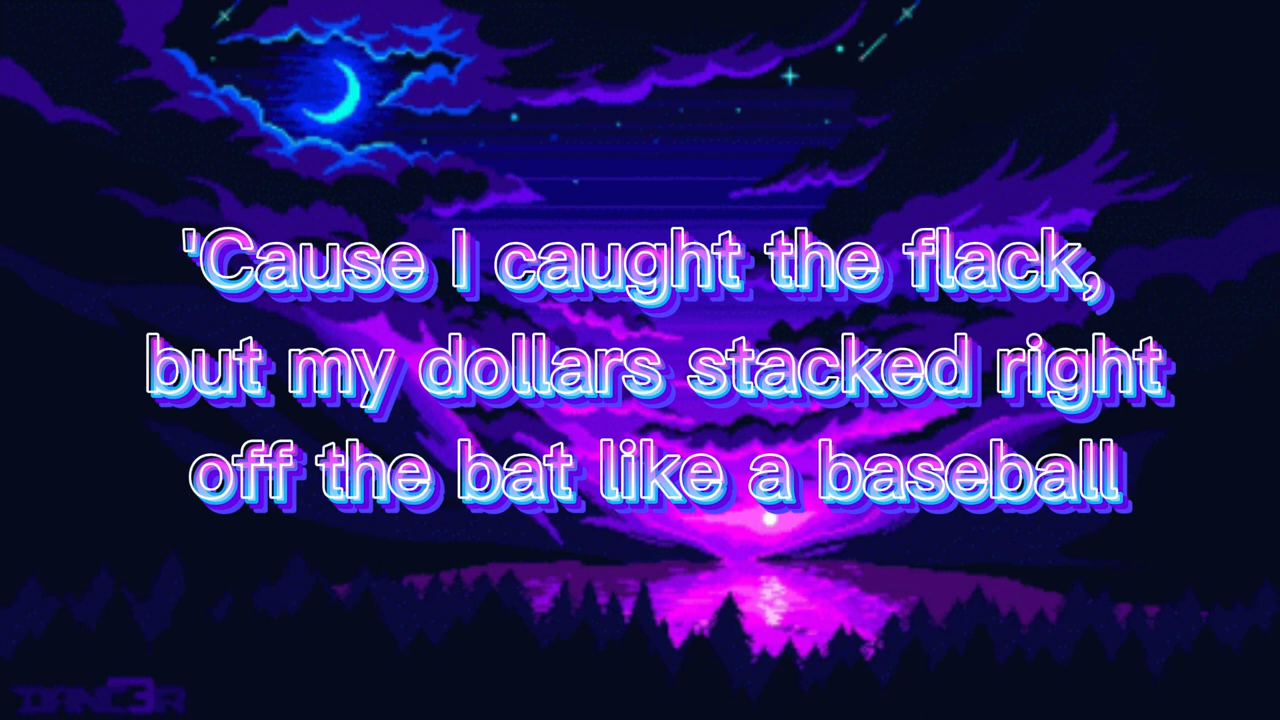 'Cause I caught the flack,
but my dollars stacked right
off the bat like a baseball
DANC3R